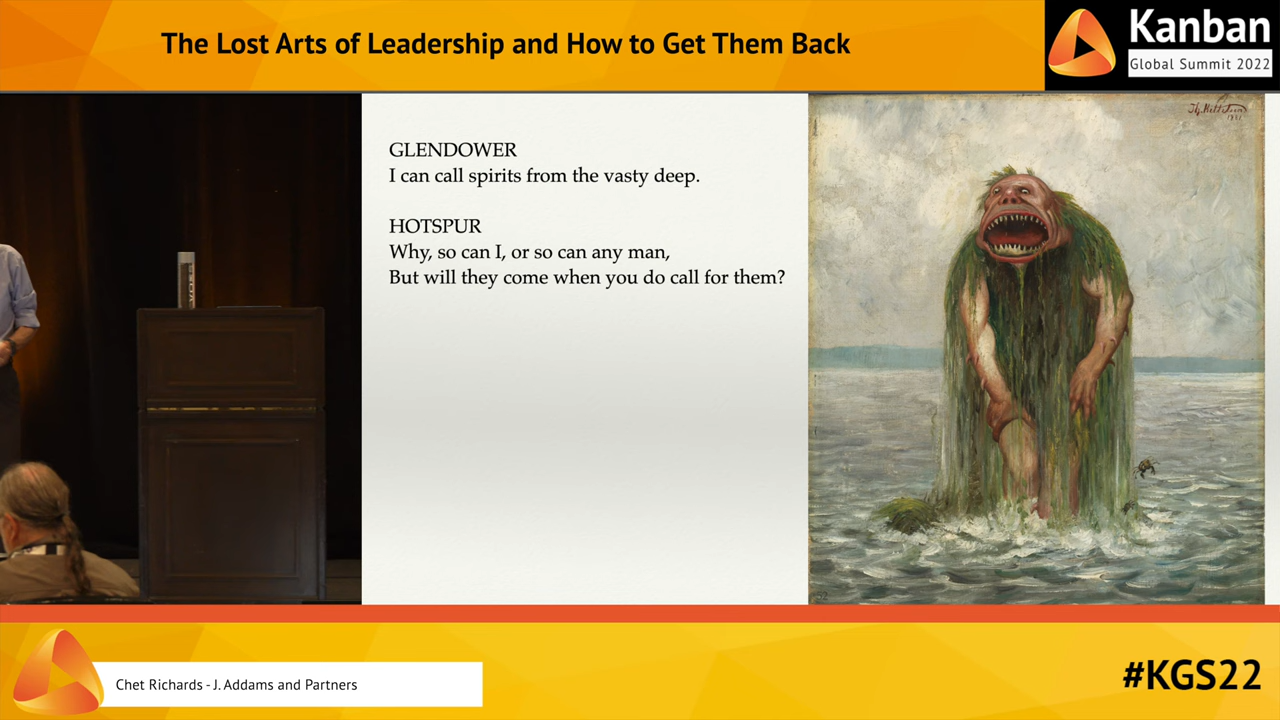 The Lost Arts of Leadership and How to Get Them Back
Kanban
Global Summit 2022
GLENDOWER
I can call spirits from the vasty deep.
HOTSPUR
Why, so can I, or so can any man,
But will they come when you do call for them?
Chet Richards - J. Addams and Partners
#KGS22